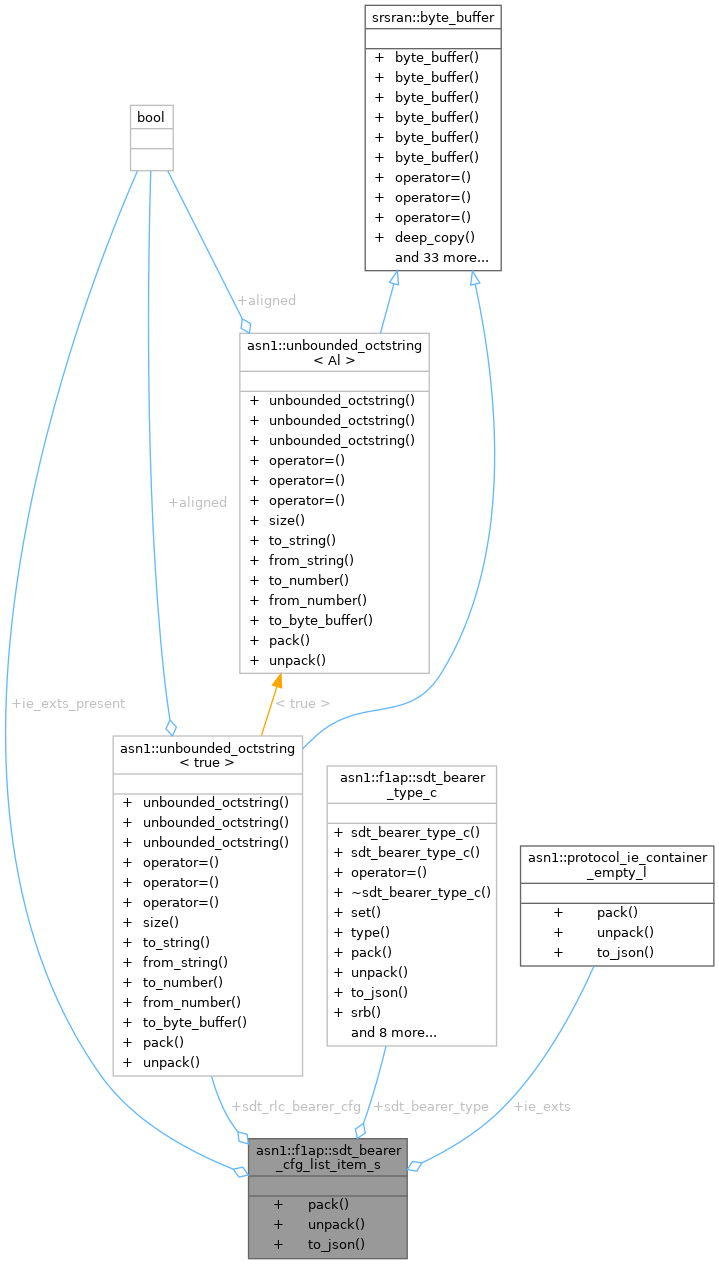 srsran::byte_buffer
+ byte_buffer()
+ byte_buffer()
+ byte_buffer()
+ byte_buffer()
+ byte_buffer()
+ byte_buffer()
+ operator=()
+ operator=()
+ operator=()
+ deep_copy()
and 33 more...
bool
+aligned
asn1::unbounded_octstring
< Al >
+ unbounded_octstring()
+ unbounded_octstring()
+ unbounded_octstring()
+ operator=()
+ operator=()
+ operator=()
+ size()
+ to_string()
+ from_string()
+ to_number()
+ from_number()
+ to_byte_buffer()
+ pack()
+ unpack()
+aligned
+ie_exts_present
< true >
asn1::unbounded_octstring
< true >
+ unbounded_octstring()
+ unbounded_octstring()
+ unbounded_octstring()
+ operator=()
+ operator=()
+ operator=()
+ size()
+ to_string()
+ from_string()
+ to_number()
+ from_number()
+ to_byte_buffer()
+ pack()
+ unpack()
asn1::f1ap::sdt_bearer
_type_c
+ sdt_bearer_type_c()
+ sdt_bearer_type_c()
+ operator=()
+ ~sdt_bearer_type_c()
+ set()
+ type()
+ pack()
+ unpack()
+ to_json()
+ srb()
and 8 more...
asn1::protocol_ie_container
_empty_l
+ pack()
+ unpack()
+ to_json()
+sdt_rlc_bearer_cfg
+sdt_bearer_type
+ie_exts
asn1::f1ap::sdt_bearer
_cfg_list_item_s
+ pack()
+ unpack()
+ to_json()